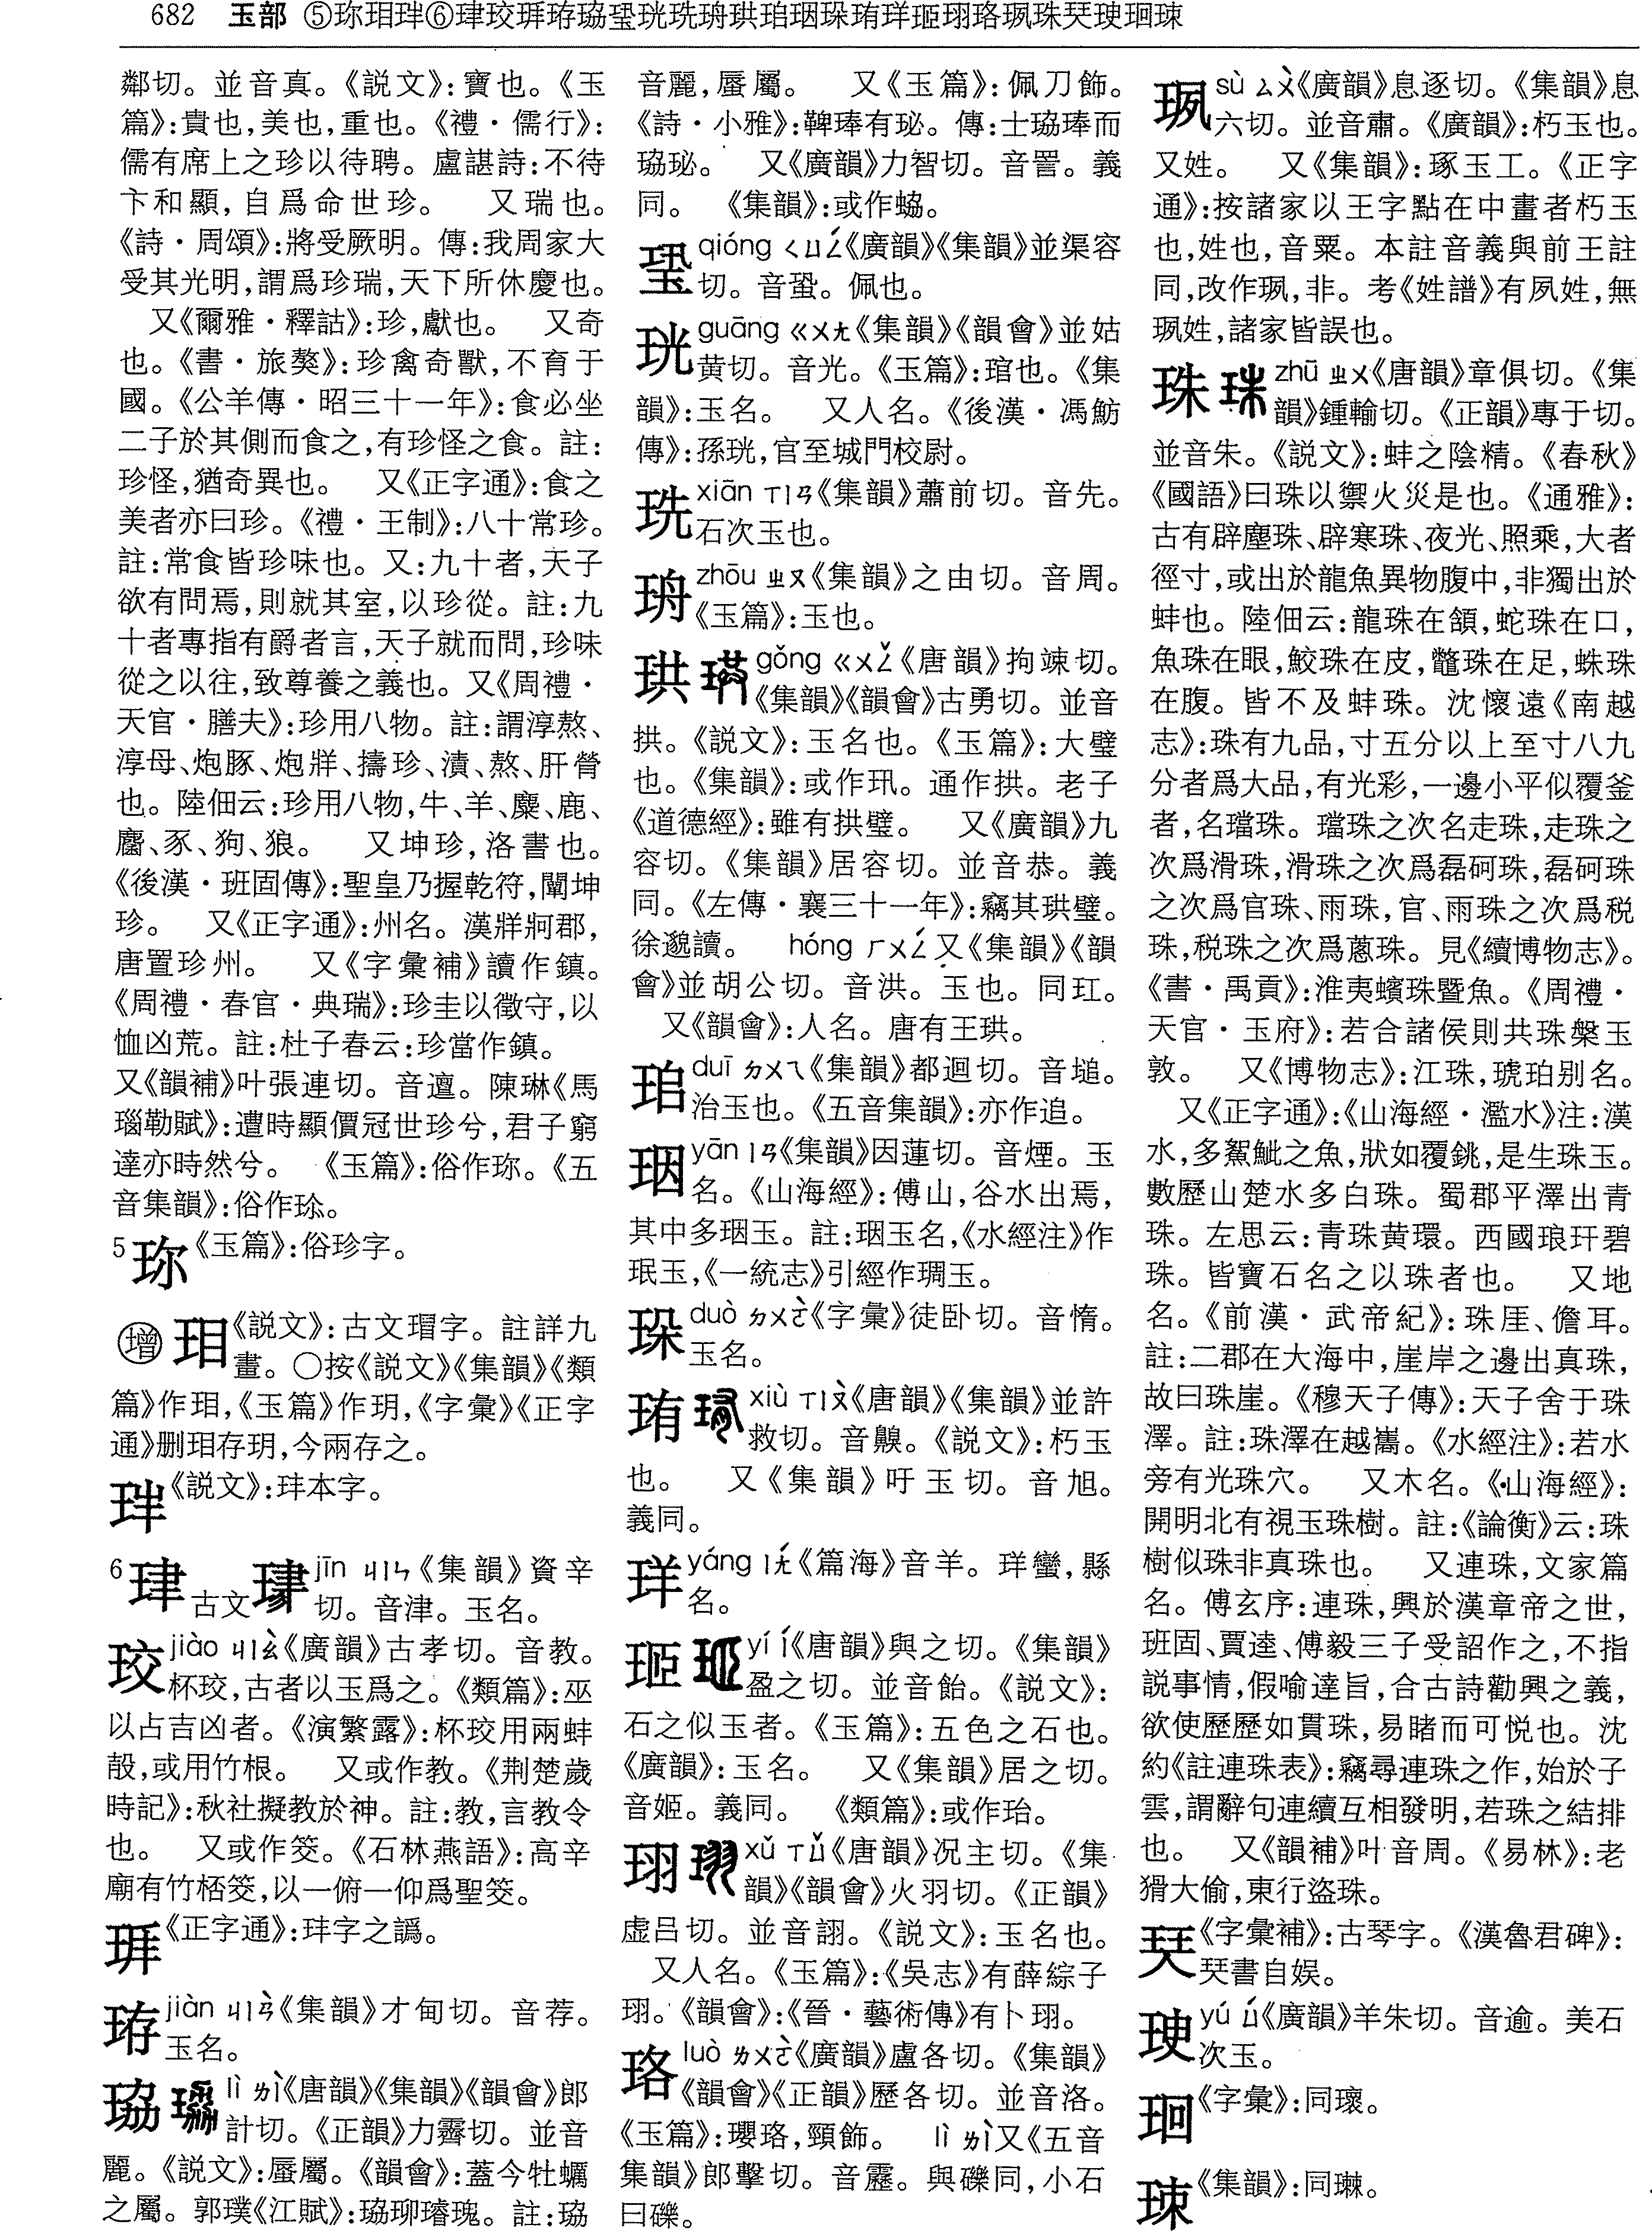 682 玉部 ⑤珎珇玤⑥珒珓珜珔珕玾珖珗珘珙珀珚珠珛珜珆珝珞珟珠珡玦珂珬
鄰切。並音真。《説文》：寶也。《玉
篇》：貴也，美也，重也。《禮·儒行》：
儒有席上之珍以待聘。盧諶詩：不待
卞和顯，自爲命世珍。　又瑞也。
《詩·周頌》：將受厥明。傳：我周家大
受其光明，謂爲珍瑞，天下所休慶也。
又《爾雅·釋詁》：珍，獻也。　又奇
也。《書·旅獒》：珍禽奇獸，不育于
國。《公羊傳·昭三十一年》：食必坐
二子於其側而食之，有珍怪之食。註：
珍怪，猶奇異也。　又《正字通》：食之
美者亦曰珍。《禮·王制》：八十常珍。
註：常食皆珍味也。又：九十者，天子
欲有問焉，則就其室，以珍從。註：九
十者專指有爵者言，天子就而問，珍味
從之以往，致尊養之義也。又《周禮·
天官·膳夫》：珍用八物。註：謂淳熬、
淳母、炮豚、炮牂、擣珍、漬、熬、肝膋
也。陸佃云：珍用八物，牛、羊、麋、鹿、
麕、豕、狗、狼。　又坤珍，洛書也。
《後漢·班固傳》：聖皇乃握乾符，闡坤
珍。　又《正字通》：州名。漢牂牁郡，
唐置珍州。　又《字彙補》讀作鎮。
《周禮·春官·典瑞》：珍圭以徵守，以
恤凶荒。註：杜子春云：珍當作鎮。
又《韻補》叶張連切。音邅。陳琳《馬
瑙勒賦》：遭時顯價冠世珍兮，君子窮
達亦時然兮。　《玉篇》：俗作珎。《五
音集韻》：俗作珍。
5 珎《玉篇》：俗珍字。
增 珇《説文》：古文瑁字。註詳九
畫。○按《説文》《集韻》《類
篇》作珇，《玉篇》作玥，《字彙》《正字
通》删珇存玥，今兩存之。
《説文》：玤本字。
6 珒 古文 jīn ㄐㄧㄣ《集韻》資辛
切。音津。玉名。
珓 jiào ㄐㄧㄠˋ《廣韻》古孝切。音教。
杯珓，古者以玉爲之。《類篇》：巫
以占吉凶者。《演繁露》：杯珓用兩蚌
殻，或用竹根。　又或作教。《荆楚歲
時記》：秋社擬教於神。註：教，言教令
也。　又或作筊。《石林燕語》：高辛
廟有竹桮筊，以一俯一仰爲聖筊。
《正字通》：玤字之譌。
珔 jiàn ㄐㄧㄢˋ《集韻》才甸切。音荐。
玉名。
珕 lì ㄌㄧˋ《唐韻》《集韻》《韻會》郎
計切。《正韻》力霽切。並音
麗。《説文》：蜃屬。《韻會》：蓋今牡蠣
之屬。郭璞《江賦》：珕珋璿瑰。註：珕
音麗，蜃屬。　又《玉篇》：佩刀飾。
《詩·小雅》：鞞琫有珌。傳：士珕琫而
珕珌。　又《廣韻》力智切。音詈。義
同。　《集韻》：或作蛠。
qióng ㄑㄩㄥˊ《廣韻》《集韻》並渠容
切。音蛩。佩也。
珖 guāng ㄍㄨㄤ《集韻》《韻會》並姑
黄切。音光。《玉篇》：琯也。《集
韻》：玉名。　又人名。《後漢·馮魴
傳》：孫珖，官至城門校尉。
珗 xiān ㄒㄧㄢ《集韻》蕭前切。音先。
石次玉也。
珘 zhōu ㄓㄡ《集韻》之由切。音周。
《玉篇》：玉也。
珙 gǒng ㄍㄨㄥˇ《唐韻》拘竦切。
《集韻》《韻會》古勇切。並音
拱。《説文》：玉名也。《玉篇》：大璧
也。《集韻》：或作玑。通作拱。老子
《道德經》：雖有拱璧。　又《廣韻》九
容切。《集韻》居容切。並音恭。義
同。《左傳·襄三十一年》：竊其珙璧。
徐邈讀。　hóng ㄏㄨㄥˊ又《集韻》《韻
會》並胡公切。音洪。玉也。同玒。
又《韻會》：人名。唐有王珙。
duī ㄉㄨㄟ《集韻》都迴切。音塠。
治玉也。《五音集韻》：亦作追。
珚 yān ㄧㄢ《集韻》因蓮切。音煙。玉
名。《山海經》：傅山，谷水出焉，
其中多珚玉。註：珚玉名，《水經注》作
珉玉，《一統志》引經作琱玉。
duò ㄉㄨㄛˋ《字彙》徒卧切。音惰。
玉名。
珛 xiù ㄒㄧㄡˋ《唐韻》《集韻》並許
救切。音齅。《説文》：朽玉
也。　又《集韻》吁玉切。音旭。
義同。
珜 yáng ㄧㄤˊ《篇海》音羊。珜蠻，縣
名。
yí ㄧˊ《唐韻》與之切。《集韻》
盈之切。並音飴。《説文》：
石之似玉者。《玉篇》：五色之石也。
《廣韻》：玉名。　又《集韻》居之切。
音姬。義同。　《類篇》：或作珆。
珝 xǔ ㄒㄩˇ《唐韻》况主切。《集
韻》《韻會》火羽切。《正韻》
虚吕切。並音詡。《説文》：玉名也。
又人名。《玉篇》：《吳志》有薛綜子
珝。《韻會》：《晉·藝術傳》有卜珝。
珞 luò ㄌㄨㄛˋ《廣韻》盧各切。《集韻》
《韻會》《正韻》歷各切。並音洛。
《玉篇》：瓔珞，頸飾。　lì ㄌㄧˋ又《五音
集韻》郎擊切。音靂。與礫同，小石
曰礫。
珟 sù ㄙㄨˋ《廣韻》息逐切。《集韻》息
六切。並音肅。《廣韻》：朽玉也。
又姓。　又《集韻》：琢玉工。《正字
通》：按諸家以王字點在中畫者朽玉
也，姓也，音粟。本註音義與前王註
同，改作珟，非。考《姓譜》有夙姓，無
珟姓，諸家皆誤也。
珠 zhū ㄓㄨ《唐韻》章俱切。《集
韻》鍾輸切。《正韻》專于切。
並音朱。《説文》：蚌之陰精。《春秋》
《國語》曰珠以禦火災是也。《通雅》：
古有辟塵珠、辟寒珠、夜光、照乘，大者
徑寸，或出於龍魚異物腹中，非獨出於
蚌也。陸佃云：龍珠在頷，蛇珠在口，
魚珠在眼，鮫珠在皮，鼈珠在足，蛛珠
在腹。皆不及蚌珠。沈懷遠《南越
志》：珠有九品，寸五分以上至寸八九
分者爲大品，有光彩，一邊小平似覆釜
者，名璫珠。璫珠之次名走珠，走珠之
次爲滑珠，滑珠之次爲磊砢珠，磊砢珠
之次爲官珠、雨珠，官、雨珠之次爲税
珠，税珠之次爲蔥珠。見《續博物志》。
《書·禹貢》：淮夷蠙珠暨魚。《周禮·
天官·玉府》：若合諸侯則共珠槃玉
敦。　又《博物志》：江珠，琥珀别名。
又《正字通》：《山海經·濫水》注：漢
水，多䰷魮之魚，狀如覆銚，是生珠玉。
數歷山楚水多白珠。蜀郡平澤出青
珠。左思云：青珠黄環。西國琅玕碧
珠。皆寶石名之以珠者也。　又地
名。《前漢·武帝紀》：珠厓、儋耳。
註：二郡在大海中，崖岸之邊出真珠，
故曰珠崖。《穆天子傳》：天子舍于珠
澤。註：珠澤在越巂。《水經注》：若水
旁有光珠穴。　又木名。《山海經》：
開明北有視玉珠樹。註：《論衡》云：珠
樹似珠非真珠也。　又連珠，文家篇
名。傅玄序：連珠，興於漢章帝之世，
班固、賈逵、傅毅三子受詔作之，不指
説事情，假喻達旨，合古詩勸興之義，
欲使歷歷如貫珠，易睹而可悦也。沈
約《註連珠表》：竊尋連珠之作，始於子
雲，謂辭句連續互相發明，若珠之結排
也。　又《韻補》叶音周。《易林》：老
猾大偷，東行盜珠。
珡《字彙補》：古琴字。《漢魯君碑》：
珡書自娱。
yú ㄩˊ《廣韻》羊朱切。音逾。美石
次玉。
《字彙》：同瓌。
《集韻》：同㻋。